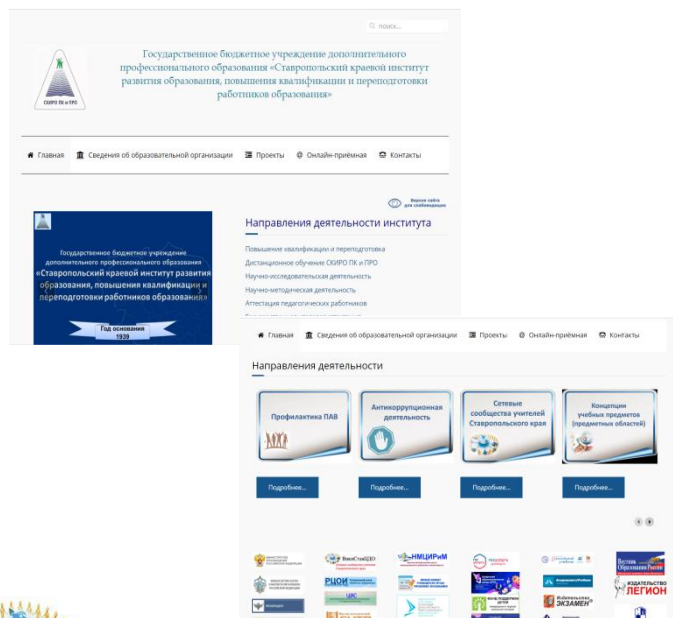 поиск...
Государственное бюджетное учреждение дополнительного
профессионального образования «Ставропольский краевой институт
развития образования, повышения квалификации и переподготовки
работников образования»
СКИРО ПК и ПРО
Главная Сведения об образовательной организации Проекты Онлайн-приёмная Контакты
Версия сайта
для слабовидящих
Направления деятельности института
Государственное бюджетное учреждение
дополнительного профессионального образования
«Ставропольский краевой институт развития
образования, повышения квалификации и
переподготовки работников образования»
Год основания
1939
Повышение квалификации и переподготовка
Дистанционное обучение СКИРО ПК и ПРО
Научно-исследовательская деятельность
Научно-методическая деятельность
Аттестация педагогических работников
Главная Сведения об образовательной организации Проекты Онлайн-приёмная Контакты
Направления деятельности
Профилактика ПАВ
Антикоррупционная
деятельность
Сетевые
сообщества учителей
Ставропольского края
Концепции
учебных предметов
(предметных областей)
Подробнее... Подробнее... Подробнее... Подробнее...
НМЦИРиМ
Вестник
Образования России
РЦОИ
ИЗДАТЕЛЬСТВО
ЛЕГИОН
Издательство
ЭКЗАМЕН